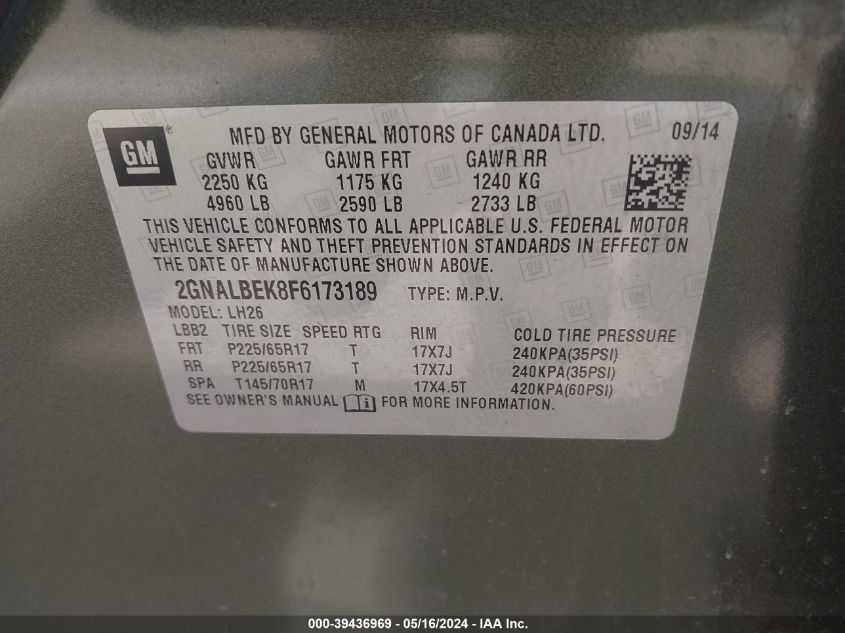 GM® MFD BY GENERAL MOTORS OF CANADA LTD. 09/14
GVWR GAWR FRT GAWR RR
2250 KG 1175 KG 1240 KG
4960 LB 2590 LB 2733 LB
THIS VEHICLE CONFORMS TO ALL APPLICABLE U.S. FEDERAL MOTOR
VEHICLE SAFETY AND THEFT PREVENTION STANDARDS IN EFFECT ON
THE DATE OF MANUFACTURE SHOWN ABOVE.
2GNALBEK8F6173189 TYPE: M.P.V.
MODEL: LH26
LBB2 TIRE SIZE SPEED RTG RIM COLD TIRE PRESSURE
FRT P225/65R17 T 17X7J 240KPA(35PSI)
RR P225/65R17 T 17X7J 240KPA(35PSI)
SPA T145/70R17 M 17X4.5T 420KPA(60PSI)
SEE OWNER'S MANUAL FOR MORE INFORMATION.
000-39436969 - 05/16/2024 - IAA Inc.